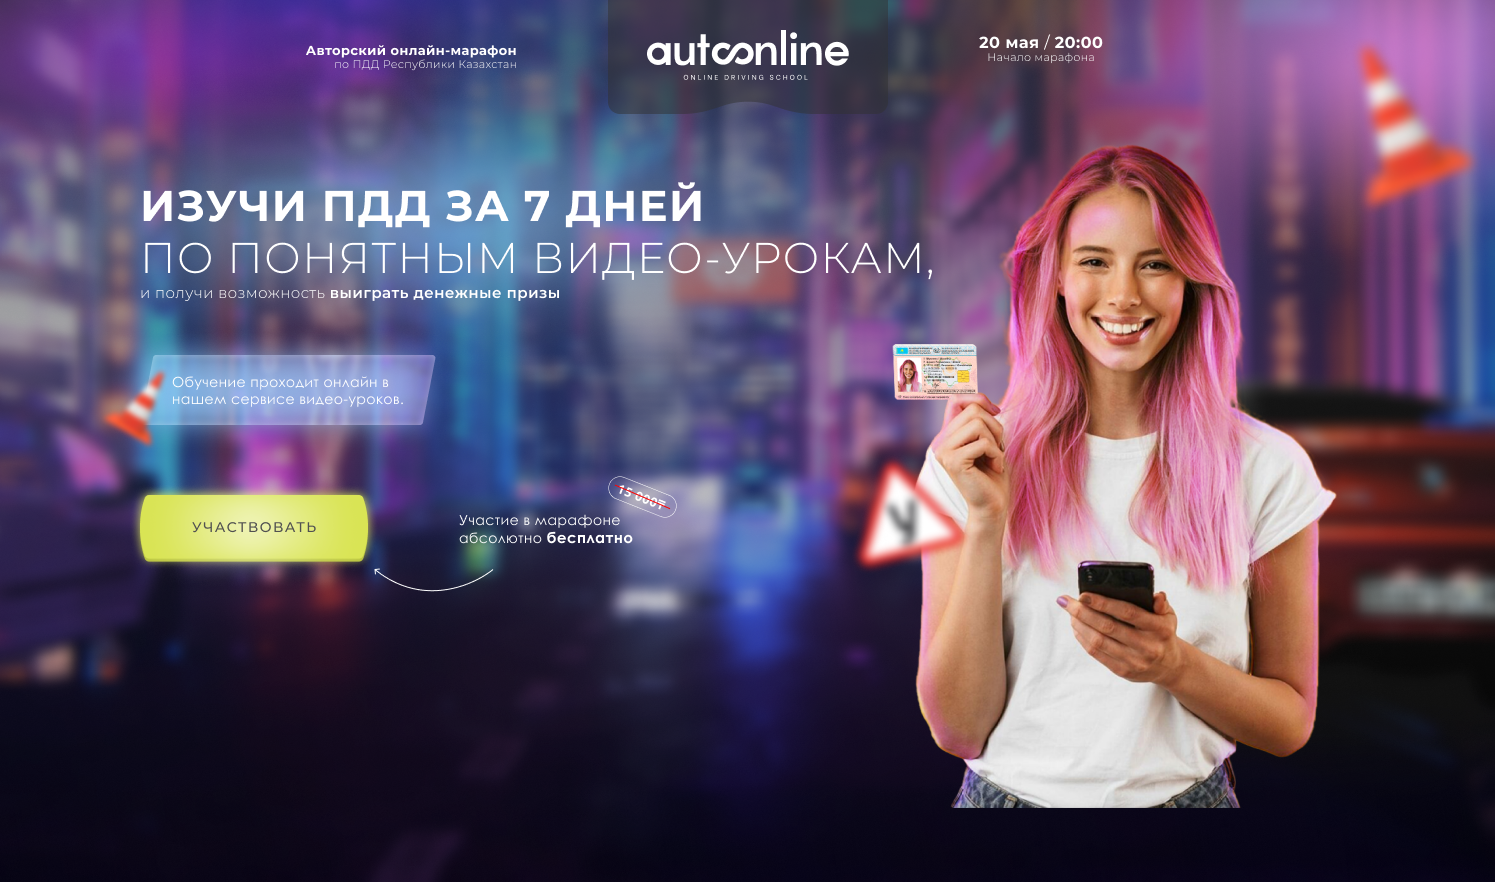 Авторский онлайн-марафон
по ПДД Республики Казахстан
autoonline
ONLINE DRIVING SCHOOL
20 мая / 20:00
Начало марафона
ИЗУЧИ ПДД ЗА 7 ДНЕЙ
ПО ПОНЯТНЫМ ВИДЕО-УРОКАМ,
и получи возможность выиграть денежные призы
Обучение проходит онлайн в
нашем сервисе видео-уроков.
УЧАСТВОВАТЬ
15 000₸
Участие в марафоне
абсолютно бесплатно
У